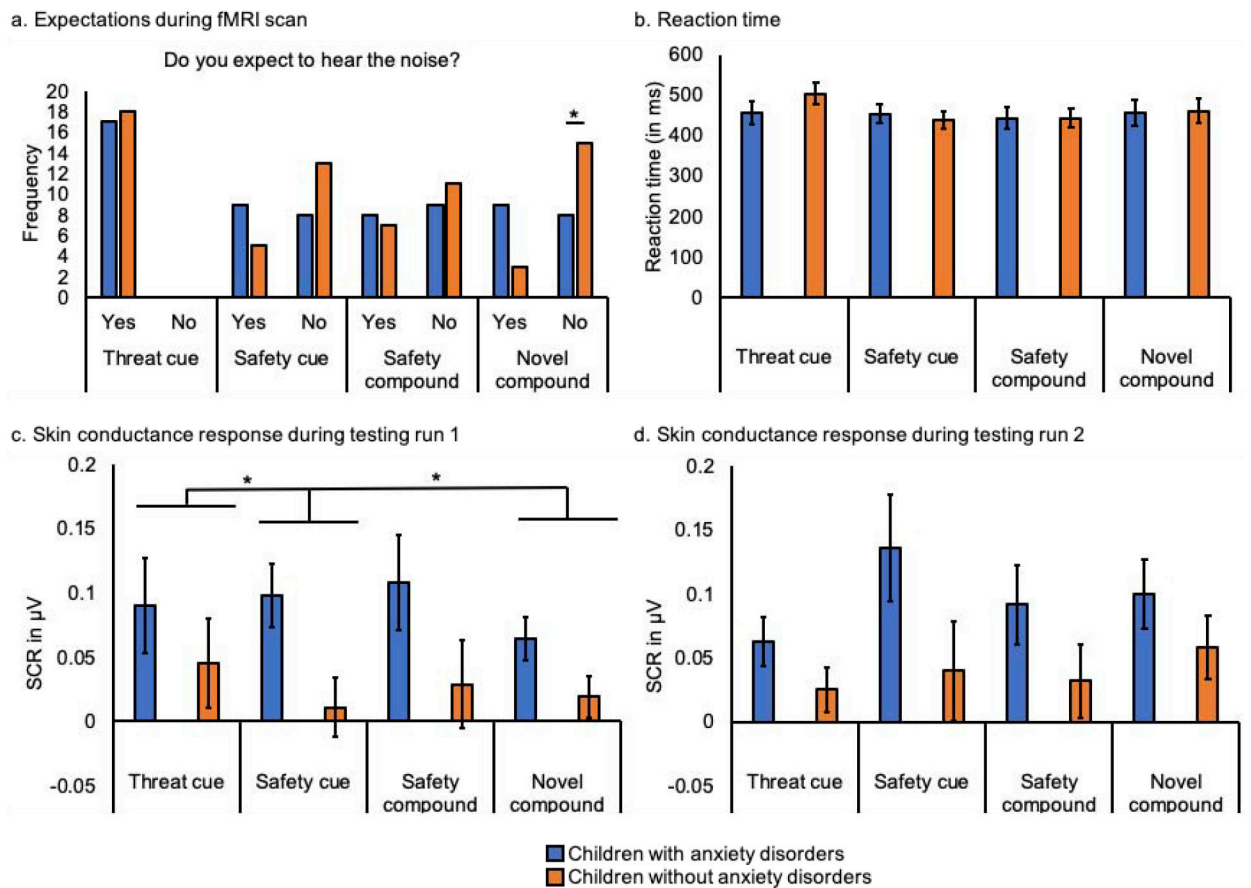 a. Expectations during fMRI scan
Do you expect to hear the noise?
Frequency
20
18
16
14
12
10
8
6
4
2
0
*
Yes No Yes No Yes No Yes No
Threat cue Safety cue Safety compound Novel compound
b. Reaction time
Reaction time (in ms)
600
500
400
300
200
100
0
Threat cue Safety cue Safety compound Novel compound
c. Skin conductance response during testing run 1
SCR in µV
0.2
0.15
0.1
0.05
0
-0.05
* *
Threat cue Safety cue Safety compound Novel compound
d. Skin conductance response during testing run 2
SCR in µV
0.2
0.15
0.1
0.05
0
-0.05
Threat cue Safety cue Safety compound Novel compound
Children with anxiety disorders
Children without anxiety disorders